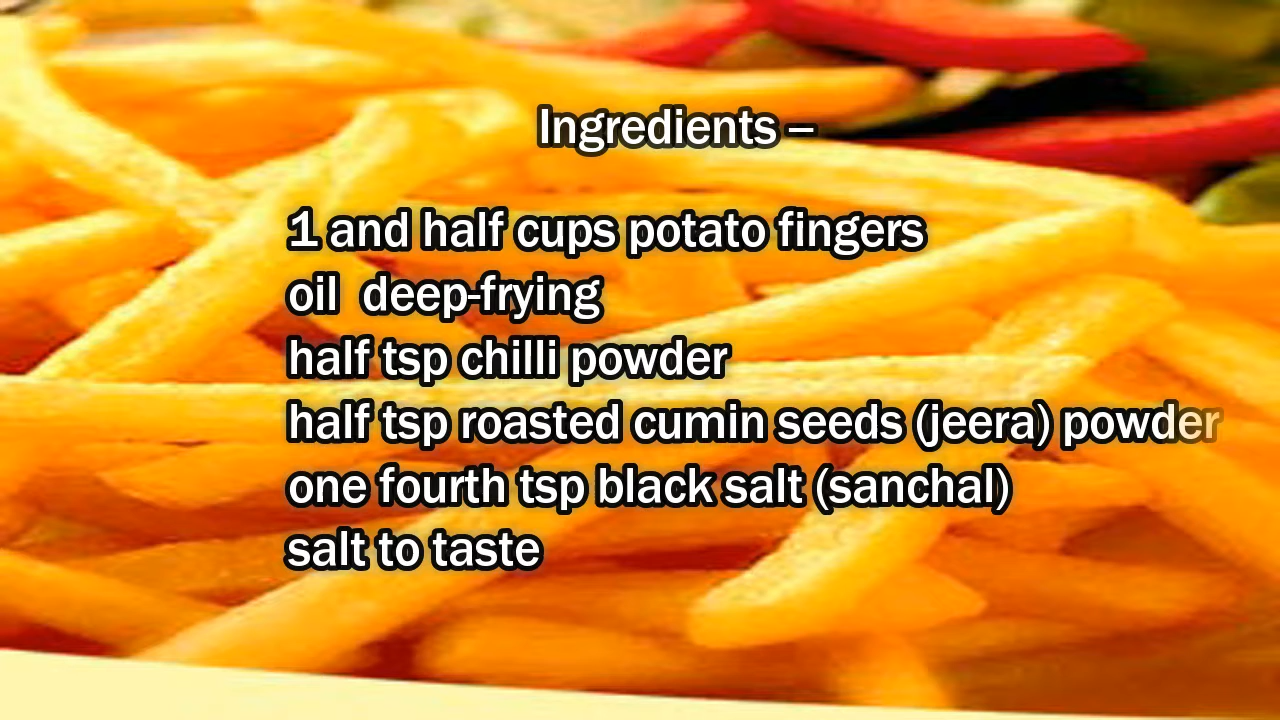 Ingredients –
1 and half cups potato fingers
oil  deep-frying
half tsp chilli powder
half tsp roasted cumin seeds (jeera) powder
one fourth tsp black salt (sanchal)
salt to taste